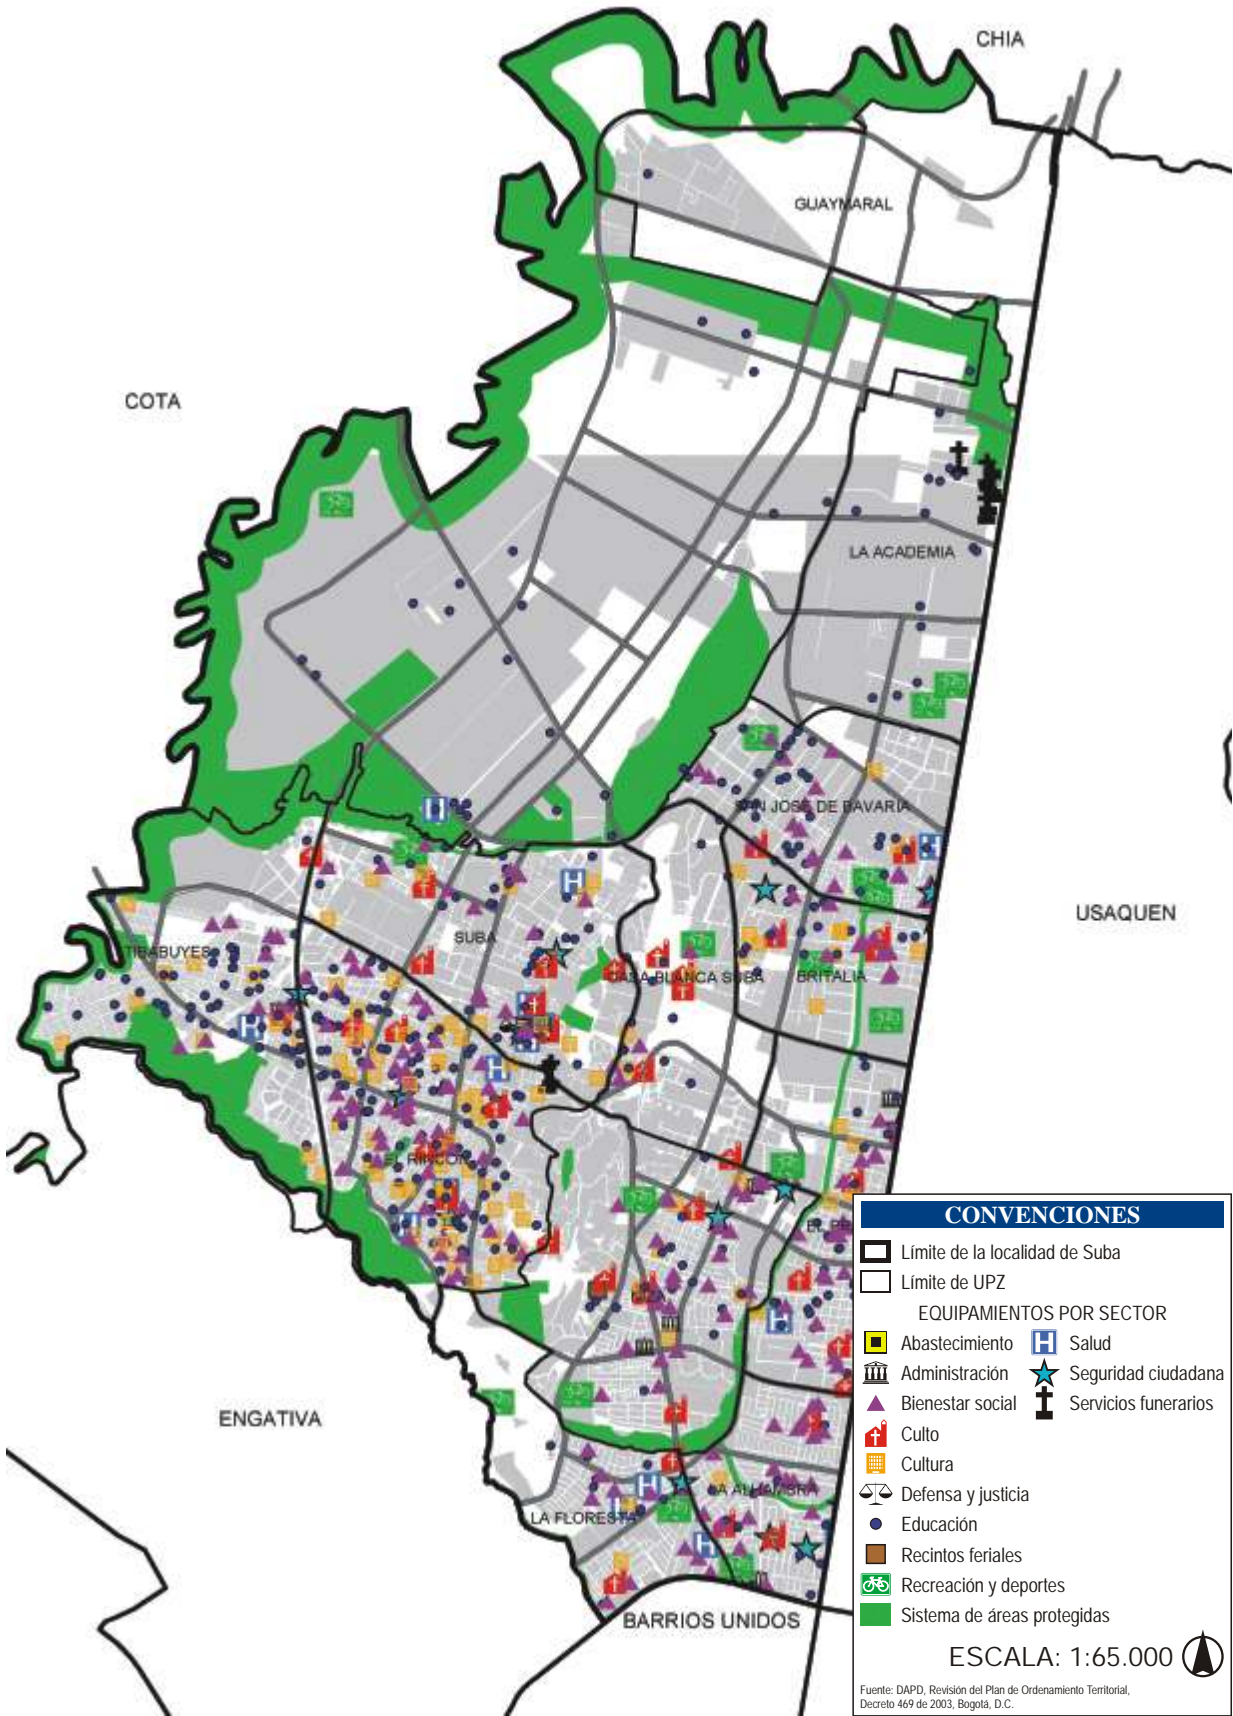 CHIA
GUAYMARAL
COTA
LA ACADEMIA
SAN JOSE DE BAVARIA
USAQUEN
TIBABUYES
SUBA
CASA BLANCA SUBA
BRITALIA
EL RINCON
ENGATIVA
LA ALHAMBRA
LA FLORESTA
BARRIOS UNIDOS
CONVENCIONES
Límite de la localidad de Suba
Límite de UPZ
EQUIPAMIENTOS POR SECTOR
Abastecimiento
Salud
Administración
Seguridad ciudadana
Bienestar social
Servicios funerarios
Culto
Cultura
Defensa y justicia
Educación
Recintos feriales
Recreación y deportes
Sistema de áreas protegidas
ESCALA: 1:65.000
Fuente: DAPD, Revisión del Plan de Ordenamiento Territorial,
Decreto 469 de 2003, Bogotá, D.C.